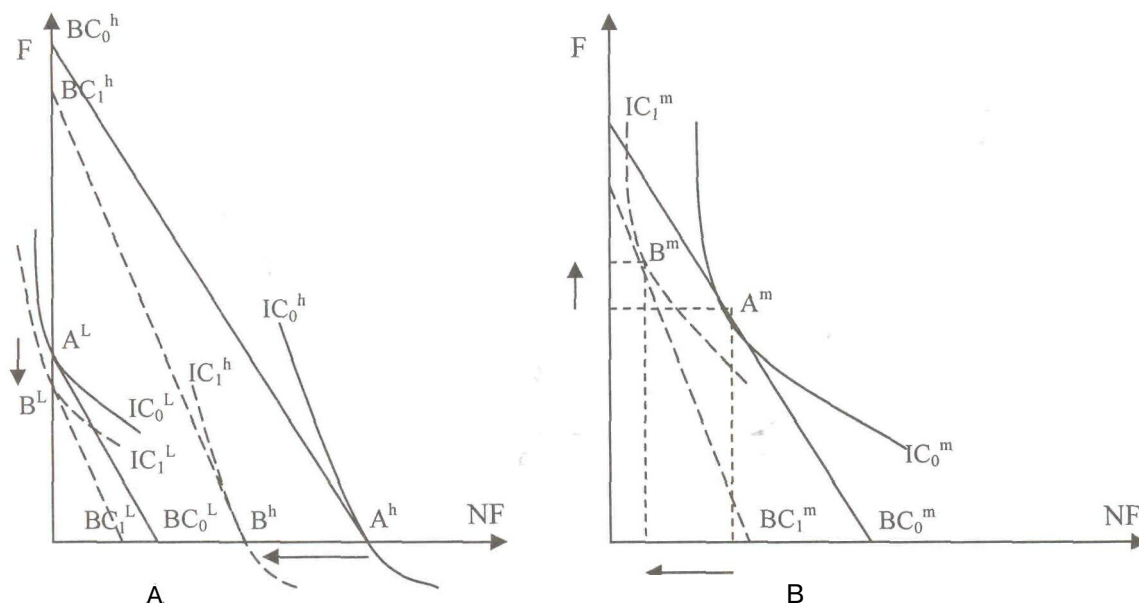 F
BC₀ʰ
BC₁ʰ
IC₀ʰ
IC₁ʰ
Aᴸ
Bᴸ
IC₀ᴸ
IC₁ᴸ
BC₁ᴸ
BC₀ᴸ
Bʰ
Aʰ
NF
A
F
IC₁ᵐ
Bᵐ
Aᵐ
IC₀ᵐ
BC₁ᵐ
BC₀ᵐ
NF
B